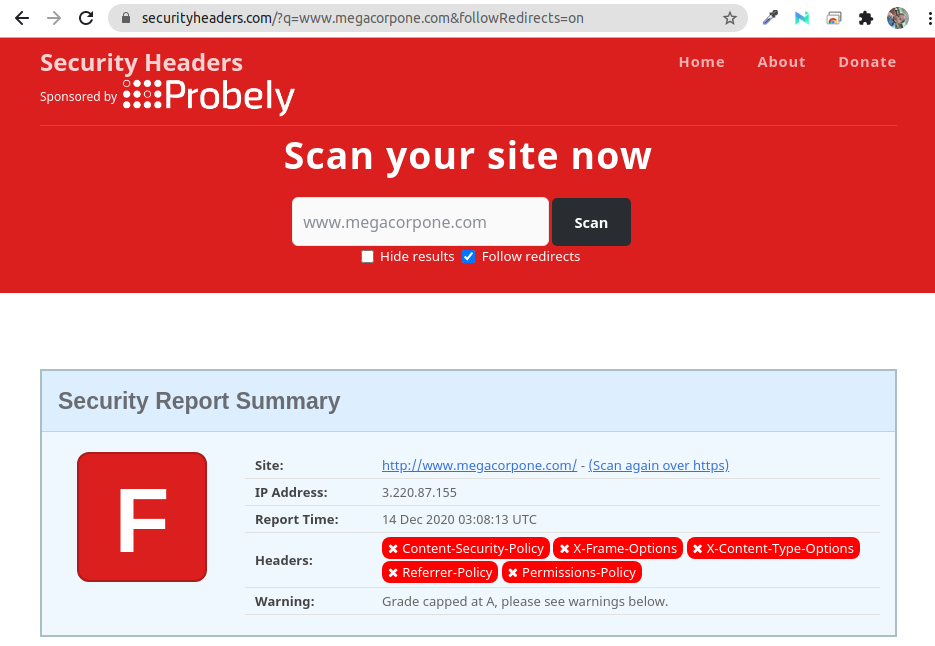 securityheaders.com/?q=www.megacorpone.com&followRedirects=on
Security Headers
Home About Donate
Sponsored by Probely
Scan your site now
www.megacorpone.com Scan
Hide results Follow redirects
Security Report Summary
F
Site: http://www.megacorpone.com/ - (Scan again over https)
IP Address: 3.220.87.155
Report Time: 14 Dec 2020 03:08:13 UTC
Headers: Content-Security-Policy X-Frame-Options X-Content-Type-Options
Referrer-Policy Permissions-Policy
Warning: Grade capped at A, please see warnings below.